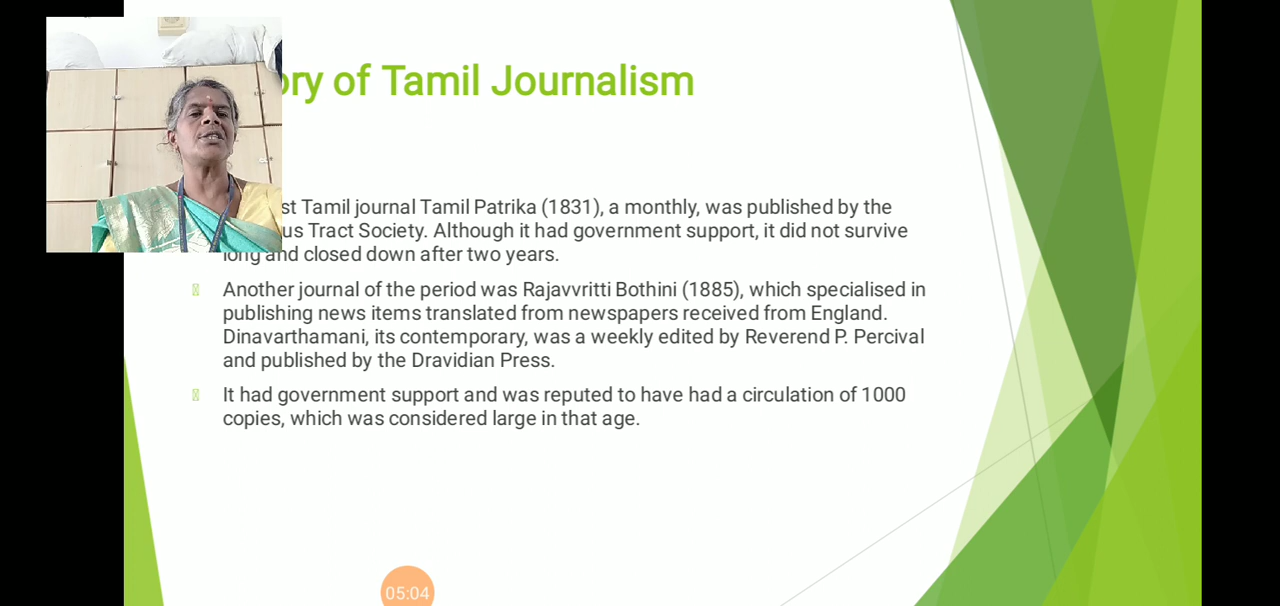 ory of Tamil Journalism
st Tamil journal Tamil Patrika (1831), a monthly, was published by the
us Tract Society. Although it had government support, it did not survive
long and closed down after two years.
Another journal of the period was Rajavvritti Bothini (1885), which specialised in
publishing news items translated from newspapers received from England.
Dinavarthamani, its contemporary, was a weekly edited by Reverend P. Percival
and published by the Dravidian Press.
It had government support and was reputed to have had a circulation of 1000
copies, which was considered large in that age.
05:04